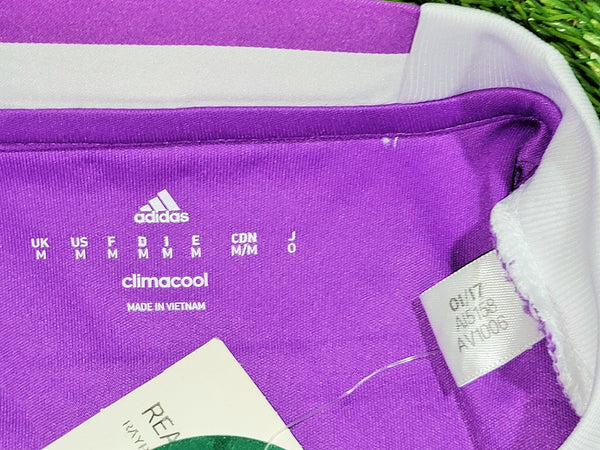 adidas
UK US F D I E CDN J
M M M M M M M/M O
climacool
MADE IN VIETNAM
01/17
AI5158
AV1006
REA